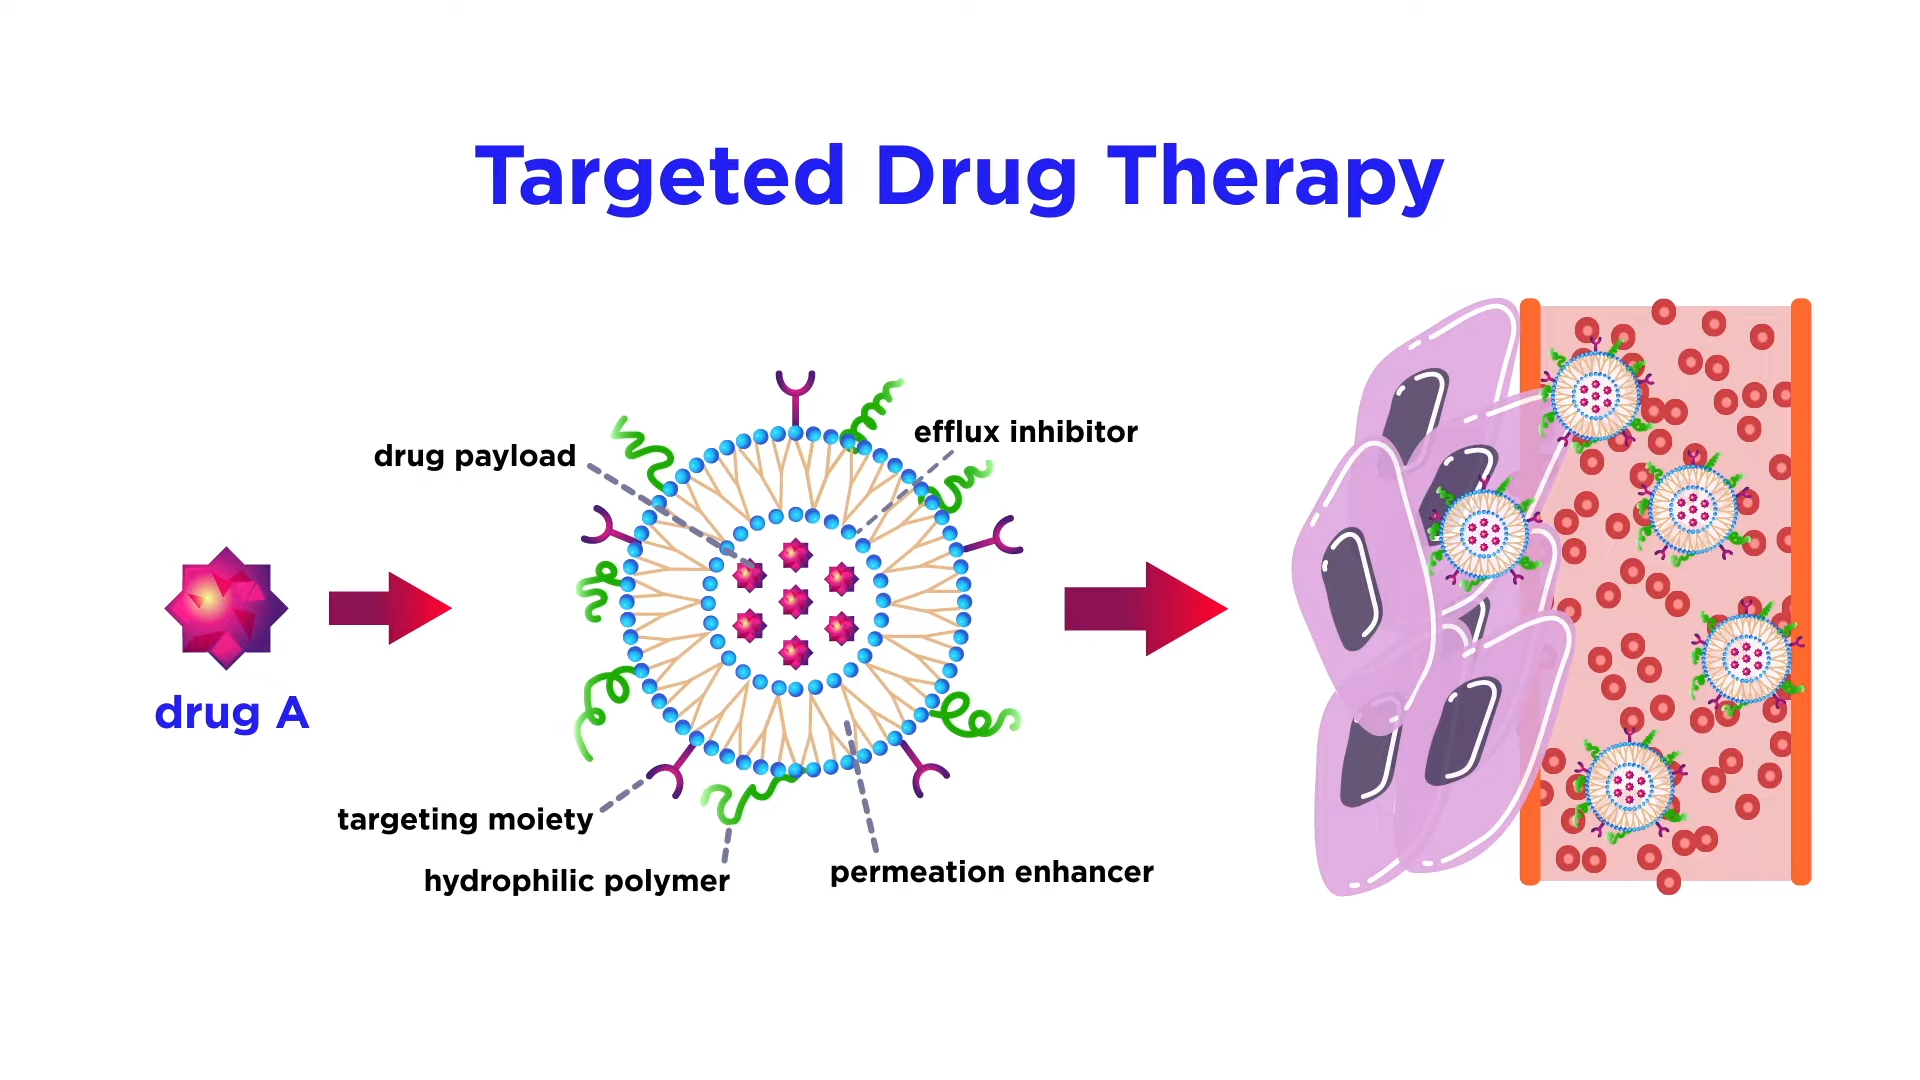 Targeted Drug Therapy
efflux inhibitor
drug payload
drug A
targeting moiety
hydrophilic polymer
permeation enhancer